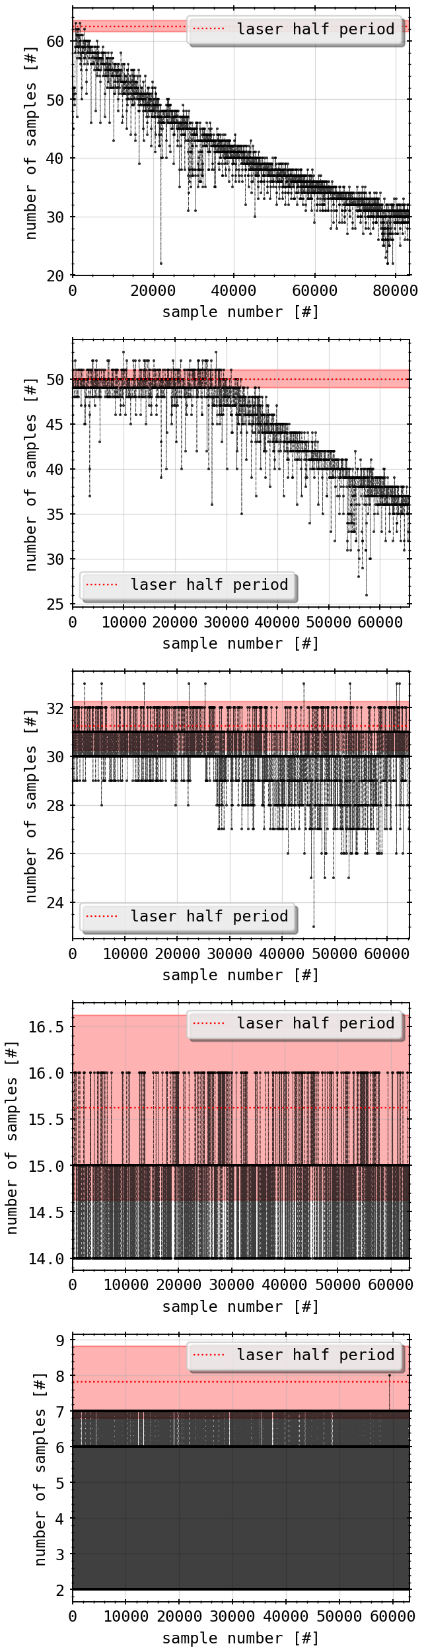 laser half period
60
50
40
30
20
number of samples [#]
0 20000 40000 60000 80000
sample number [#]
50
45
40
35
30
25
number of samples [#]
laser half period
0 10000 20000 30000 40000 50000 60000
sample number [#]
32
30
28
26
24
number of samples [#]
laser half period
0 10000 20000 30000 40000 50000 60000
sample number [#]
laser half period
16.5
16.0
15.5
15.0
14.5
14.0
number of samples [#]
0 10000 20000 30000 40000 50000 60000
sample number [#]
9
laser half period
8
7
6
5
4
3
2
number of samples [#]
0 10000 20000 30000 40000 50000 60000
sample number [#]